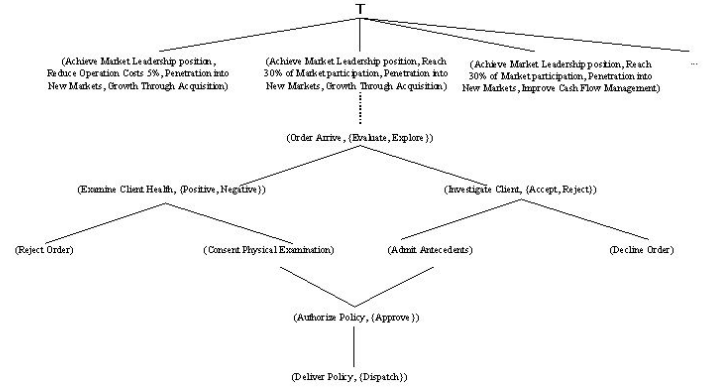 T
(Achieve Market Leadership position,
Reduce Operation Costs 5%, Penetration into
New Markets, Growth Through Acquisition)
(Achieve Market Leadership position, Reach
30% of Market participation, Penetration into
New Markets, Growth Through Acquisition)
(Achieve Market Leadership position, Reach
30% of Market participation, Penetration into
New Markets, Improve Cash Flow Management)
...
(Order Arrive, {Evaluate, Explore})
(Examine Client Health, {Positive, Negative})
(Investigate Client, {Accept, Reject})
(Reject Order)
(Consent Physical Examination)
(Admit Antecedents)
(Decline Order)
(Authorize Policy, {Approve})
(Deliver Policy, {Dispatch})